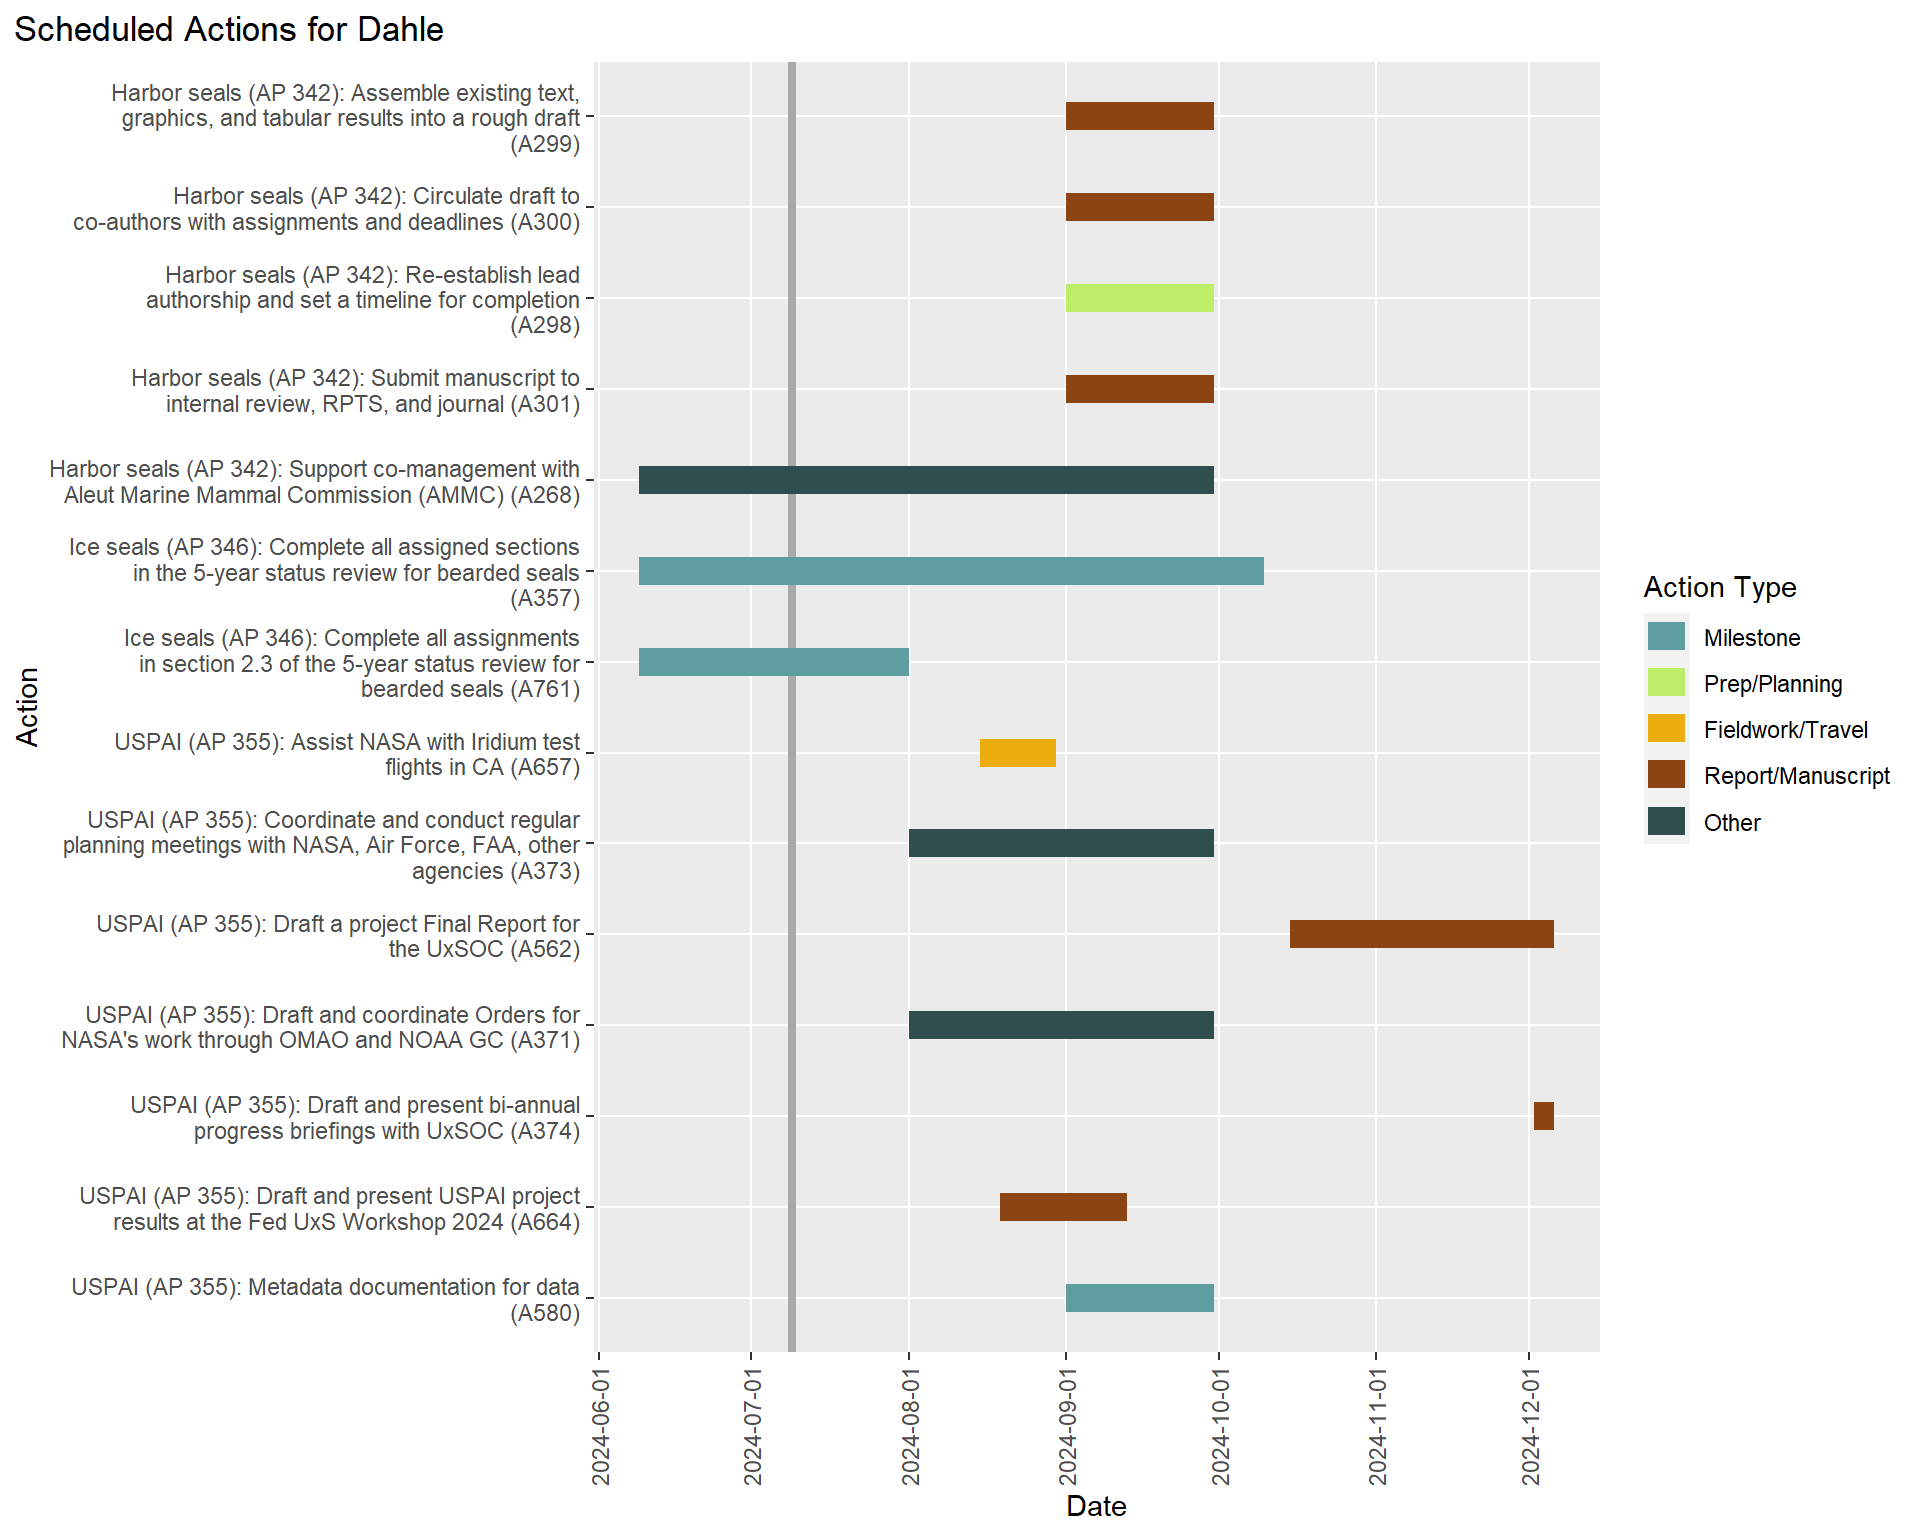 Scheduled Actions for Dahle
Harbor seals (AP 342): Assemble existing text,
graphics, and tabular results into a rough draft
(A299)
Harbor seals (AP 342): Circulate draft to
co-authors with assignments and deadlines (A300)
Harbor seals (AP 342): Re-establish lead
authorship and set a timeline for completion
(A298)
Harbor seals (AP 342): Submit manuscript to
internal review, RPTS, and journal (A301)
Harbor seals (AP 342): Support co-management with
Aleut Marine Mammal Commission (AMMC) (A268)
Ice seals (AP 346): Complete all assigned sections
in the 5-year status review for bearded seals
(A357)
Ice seals (AP 346): Complete all assignments
in section 2.3 of the 5-year status review for
bearded seals (A761)
USPAI (AP 355): Assist NASA with Iridium test
flights in CA (A657)
USPAI (AP 355): Coordinate and conduct regular
planning meetings with NASA, Air Force, FAA, other
agencies (A373)
USPAI (AP 355): Draft a project Final Report for
the UxSOC (A562)
USPAI (AP 355): Draft and coordinate Orders for
NASA's work through OMAO and NOAA GC (A371)
USPAI (AP 355): Draft and present bi-annual
progress briefings with UxSOC (A374)
USPAI (AP 355): Draft and present USPAI project
results at the Fed UxS Workshop 2024 (A664)
USPAI (AP 355): Metadata documentation for data
(A580)
Action
2024-06-01
2024-07-01
2024-08-01
2024-09-01
2024-10-01
2024-11-01
2024-12-01
Date
Action Type
Milestone
Prep/Planning
Fieldwork/Travel
Report/Manuscript
Other